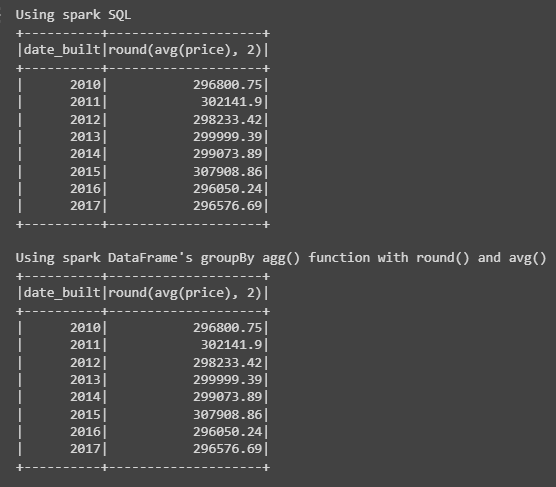 Using spark SQL
+----------+--------------------+
|date_built|round(avg(price), 2)|
+----------+--------------------+
|      2010|           296800.75|
|      2011|            302141.9|
|      2012|           298233.42|
|      2013|           299999.39|
|      2014|           299073.89|
|      2015|           307908.86|
|      2016|           296050.24|
|      2017|           296576.69|
+----------+--------------------+
Using spark DataFrame's groupBy agg() function with round() and avg()
+----------+--------------------+
|date_built|round(avg(price), 2)|
+----------+--------------------+
|      2010|           296800.75|
|      2011|            302141.9|
|      2012|           298233.42|
|      2013|           299999.39|
|      2014|           299073.89|
|      2015|           307908.86|
|      2016|           296050.24|
|      2017|           296576.69|
+----------+--------------------+